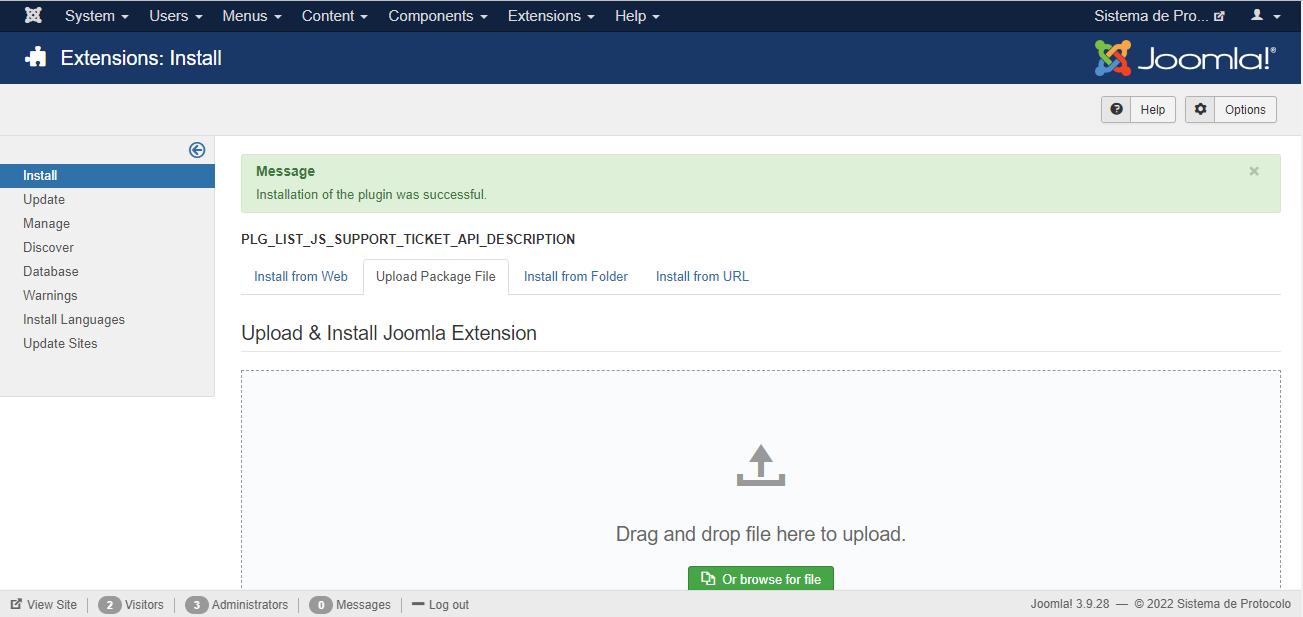 System Users Menus Content Components Extensions Help Sistema de Pro...
Extensions: Install Joomla!®
Help Options
Install
Update
Manage
Discover
Database
Warnings
Install Languages
Update Sites
Message ×
Installation of the plugin was successful.
PLG_LIST_JS_SUPPORT_TICKET_API_DESCRIPTION
Install from Web Upload Package File Install from Folder Install from URL
Upload & Install Joomla Extension
Drag and drop file here to upload.
Or browse for file
View Site 2 Visitors 3 Administrators 0 Messages Log out Joomla! 3.9.28 — © 2022 Sistema de Protocolo